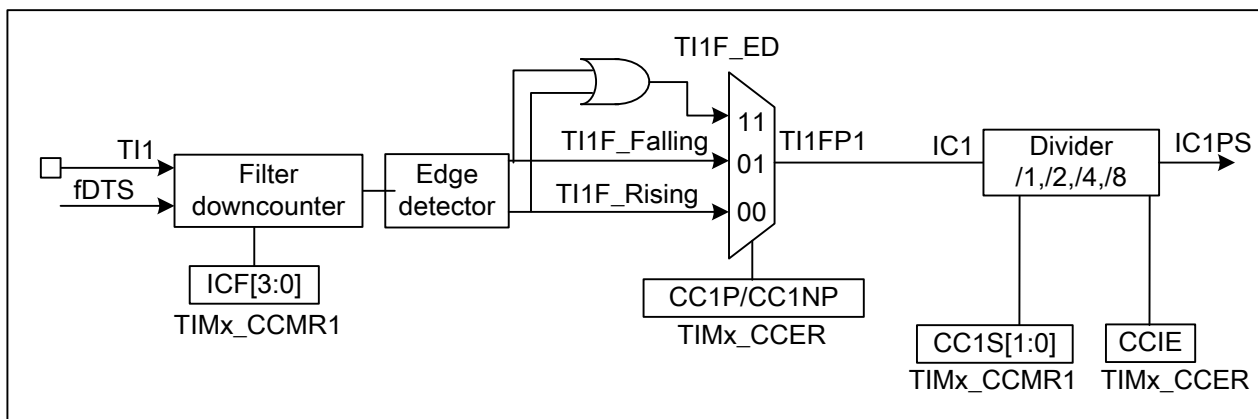 TI1F_ED
TI1
fDTS
Filter
downcounter
Edge
detector
TI1F_Falling
TI1F_Rising
11
01
00
TI1FP1
IC1
Divider
/1,/2,/4,/8
IC1PS
ICF[3:0]
TIMx_CCMR1
CC1P/CC1NP
TIMx_CCER
CC1S[1:0]
TIMx_CCMR1
CCIE
TIMx_CCER